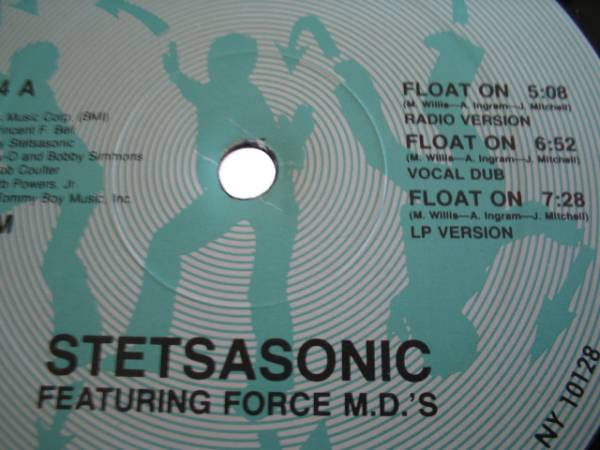 4 A
Music Corp. (BMI)
Vincent F. Bell
Stetsasonic
-D and Bobby Simmons
ob Coulter
rb Powers, Jr
Tommy Boy Music, Inc
M
FLOAT ON 5:08
(M. Willis—A. Ingram—J. Mitchell)
RADIO VERSION
FLOAT ON 6:52
(M. Willis—A. Ingram—J. Mitchell)
VOCAL DUB
FLOAT ON 7:28
(M. Willis—A. Ingram—J. Mitchell)
LP VERSION
STETSASONIC
FEATURING FORCE M.D.'S
NY 10128